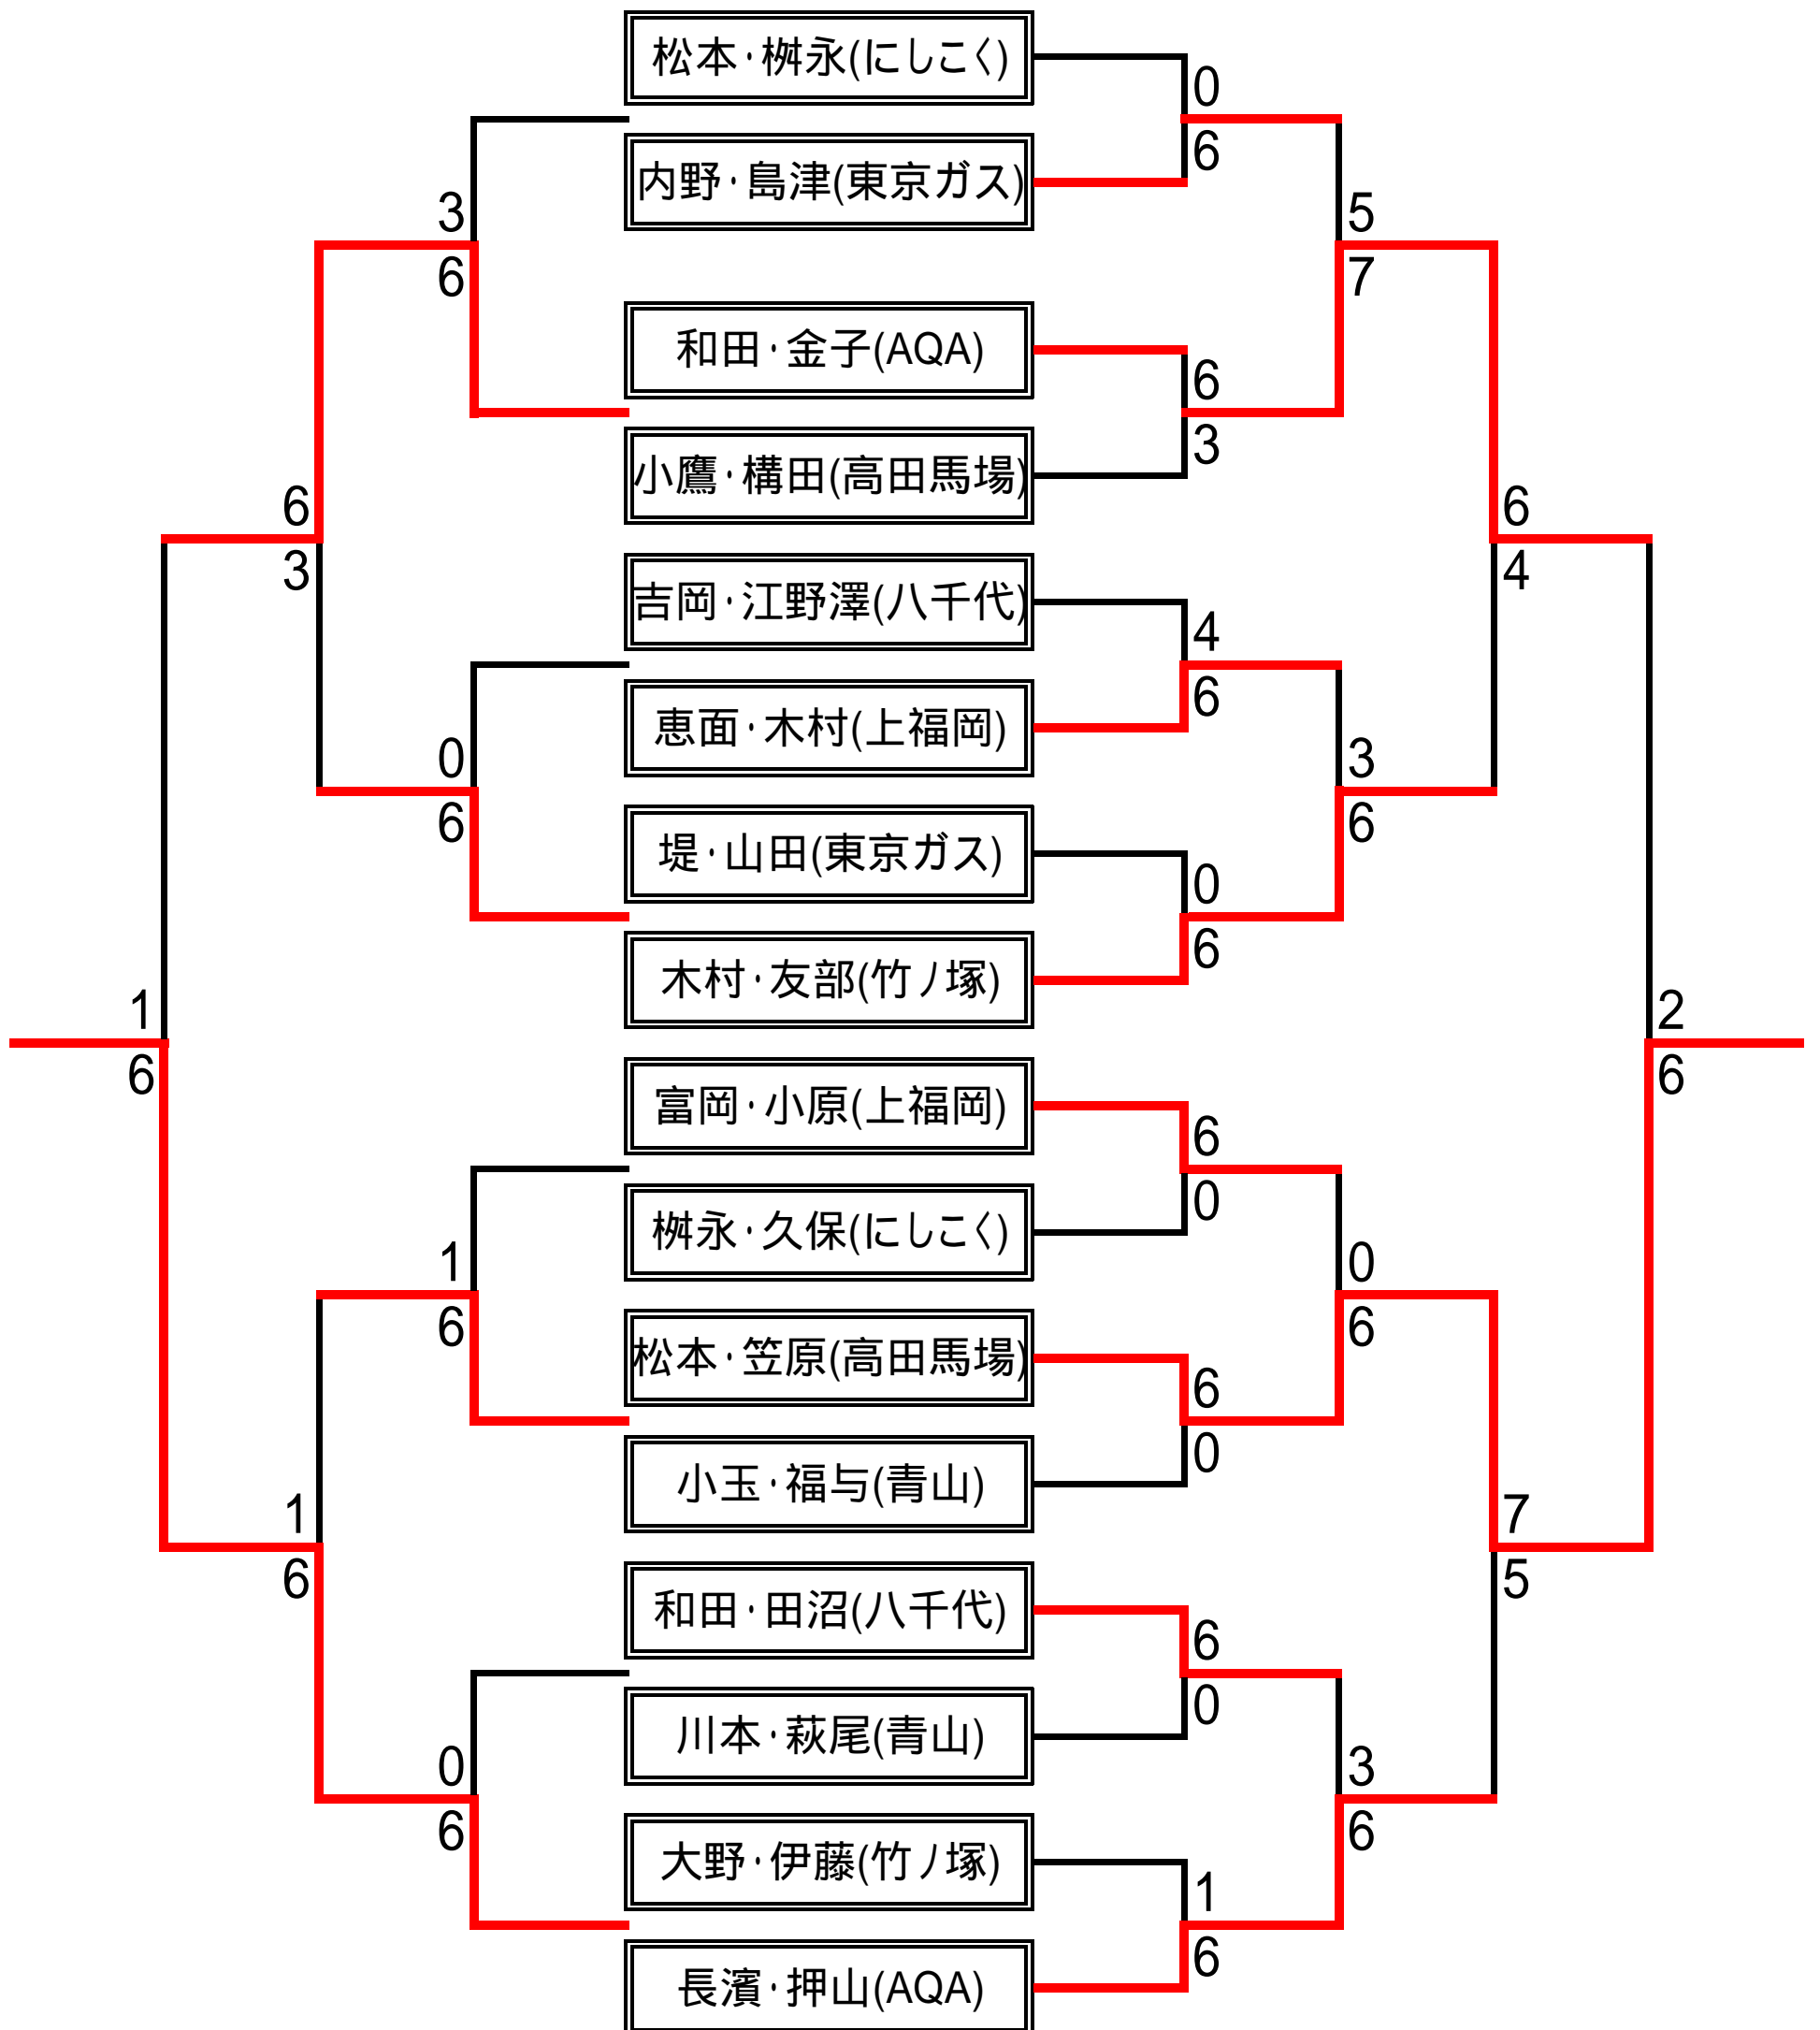 松本・桝永(にしこく)
0
6
内野・島津(東京ガス)
3
6
5
7
和田・金子(AQA)
6
3
小鷹・構田(高田馬場)
6
3
6
4
吉岡・江野澤(八千代)
4
6
恵面・木村(上福岡)
0
6
3
6
堤・山田(東京ガス)
0
6
木村・友部(竹ノ塚)
1
6
2
6
富岡・小原(上福岡)
6
0
桝永・久保(にしこく)
1
6
0
6
松本・笠原(高田馬場)
6
0
小玉・福与(青山)
1
6
7
5
和田・田沼(八千代)
6
0
川本・萩尾(青山)
0
6
3
6
大野・伊藤(竹ノ塚)
1
6
長濱・押山(AQA)